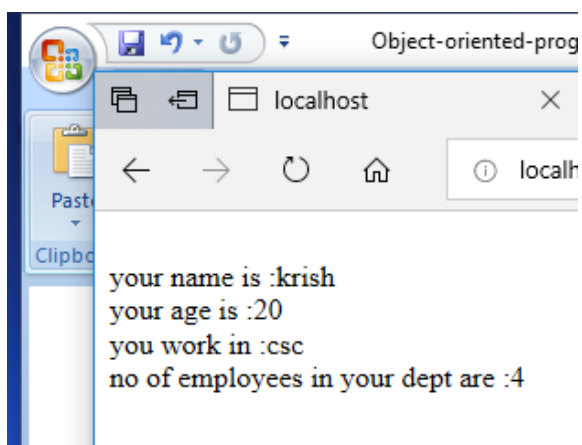 Object-oriented-prog
localhost
localh
Past
Clipbo
your name is :krish
your age is :20
you work in :csc
no of employees in your dept are :4